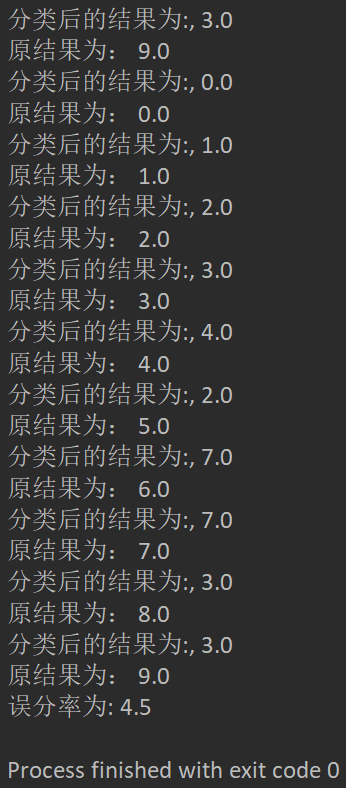 分类后的结果为:, 3.0
原结果为： 9.0
分类后的结果为:, 0.0
原结果为： 0.0
分类后的结果为:, 1.0
原结果为： 1.0
分类后的结果为:, 2.0
原结果为： 2.0
分类后的结果为:, 3.0
原结果为： 3.0
分类后的结果为:, 4.0
原结果为： 4.0
分类后的结果为:, 2.0
原结果为： 5.0
分类后的结果为:, 7.0
原结果为： 6.0
分类后的结果为:, 7.0
原结果为： 7.0
分类后的结果为:, 3.0
原结果为： 8.0
分类后的结果为:, 3.0
原结果为： 9.0
误分率为: 4.5
Process finished with exit code 0